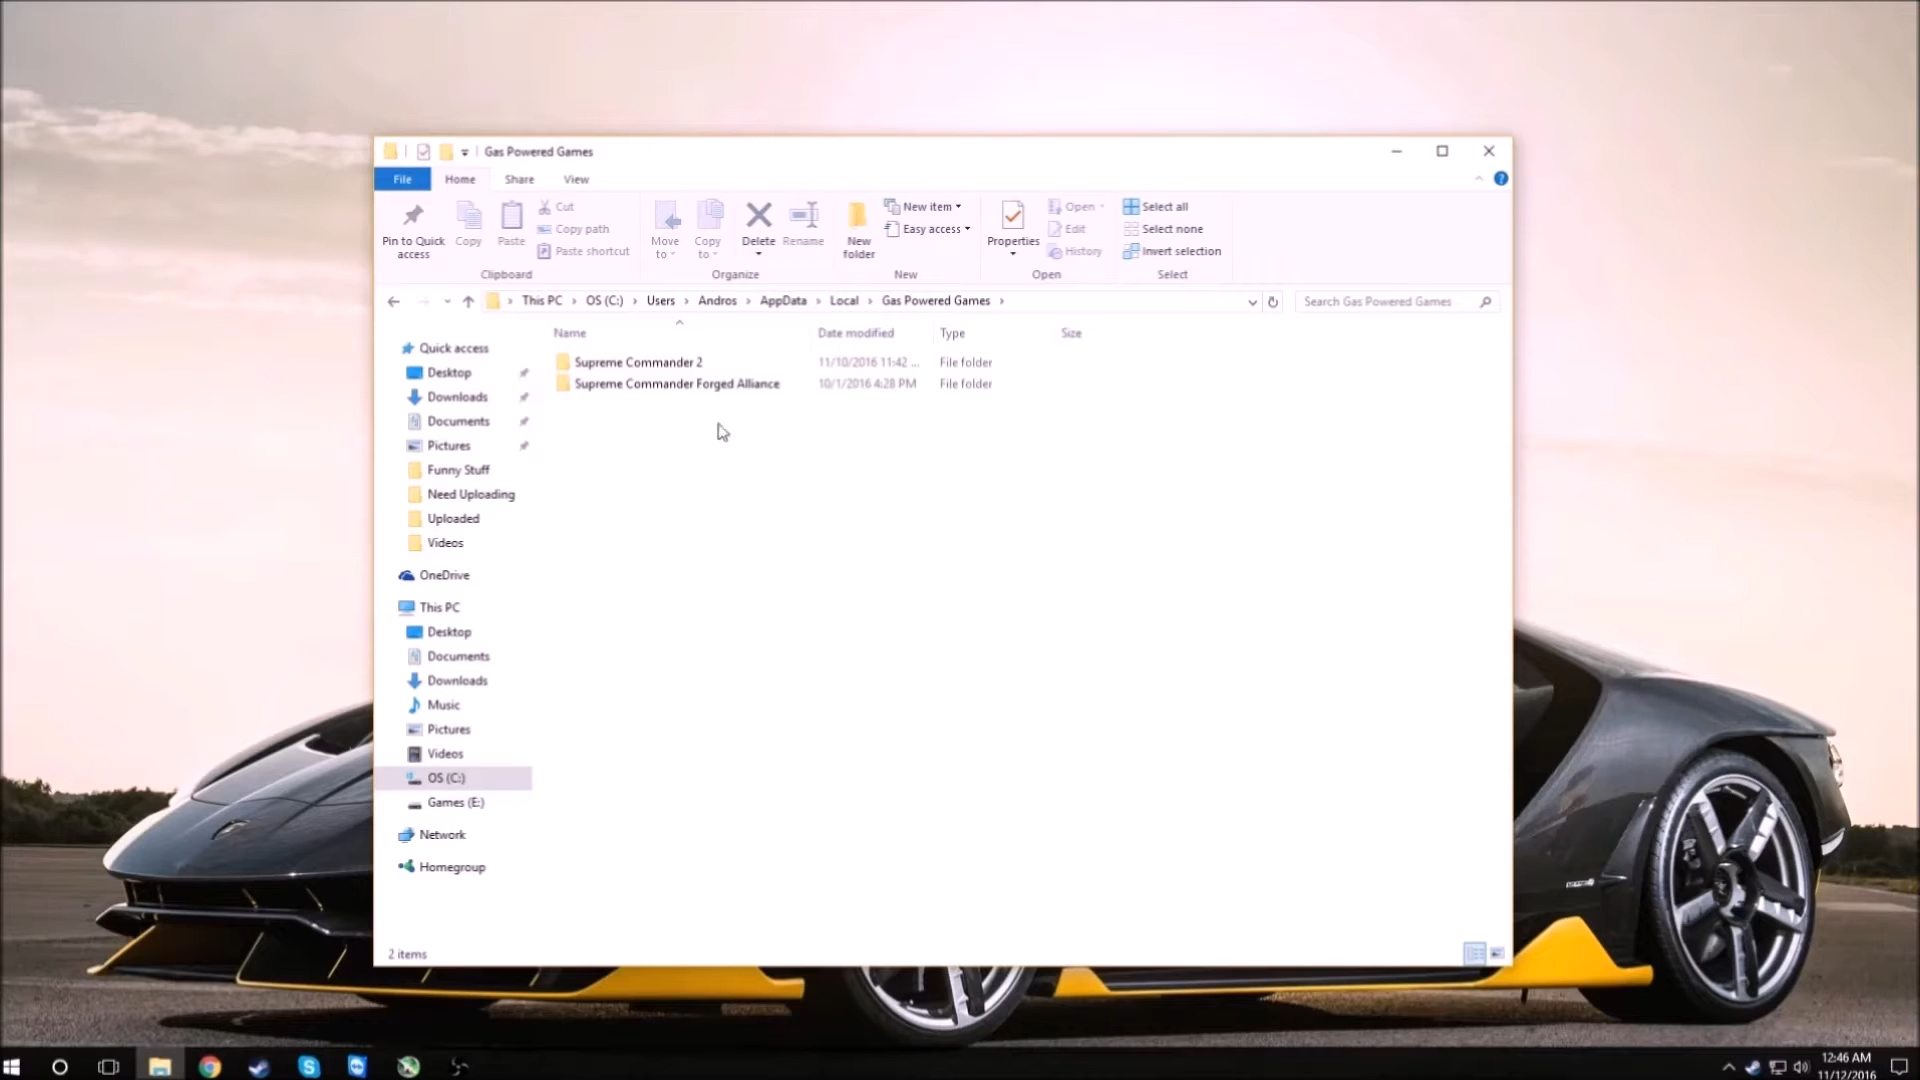 Gas Powered Games
File Home Share View
Pin to Quick access
Copy
Paste
Cut
Copy path
Paste shortcut
Clipboard
Move to
Copy to
Delete
Rename
Organize
New folder
New item
Easy access
New
Properties
Open
Edit
History
Open
Select all
Select none
Invert selection
Select
This PC > OS (C:) > Users > Andros > AppData > Local > Gas Powered Games >
Search Gas Powered Games
Name Date modified Type Size
Supreme Commander 2 11/10/2016 11:42 ... File folder
Supreme Commander Forged Alliance 10/1/2016 4:28 PM File folder
Quick access
Desktop
Downloads
Documents
Pictures
Funny Stuff
Need Uploading
Uploaded
Videos
OneDrive
This PC
Desktop
Documents
Downloads
Music
Pictures
Videos
OS (C:)
Games (E:)
Network
Homegroup
2 items
12:46 AM
11/12/2016